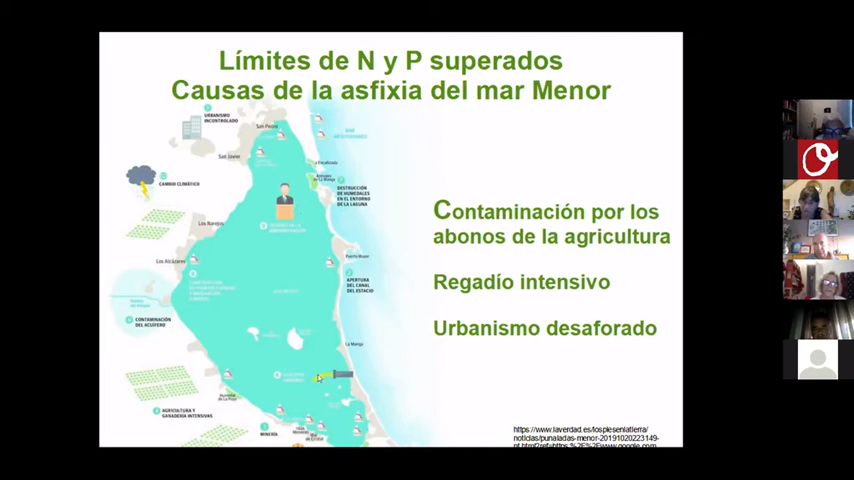 Límites de N y P superados
Causas de la asfixia del mar Menor
URBANISMO
INCONTROLADO
San Pedro
San Javier
CAMBIO CLIMÁTICO
DESTRUCCIÓN
DE HUMEDALES
EN EL ENTORNO
DE LA LAGUNA
Los Narejos
Los Alcázares
APERTURA
DEL CANAL
DEL ESTACIO
CONTAMINACIÓN
DEL ACUÍFERO
La Manga
AGRICULTURA Y
GANADERÍA INTENSIVAS
MINERÍA
Contaminación por los
abonos de la agricultura
Regadío intensivo
Urbanismo desaforado
https://www.laverdad.es/losplesenlatierra/
noticias/punaladas-menor-20191020223149-